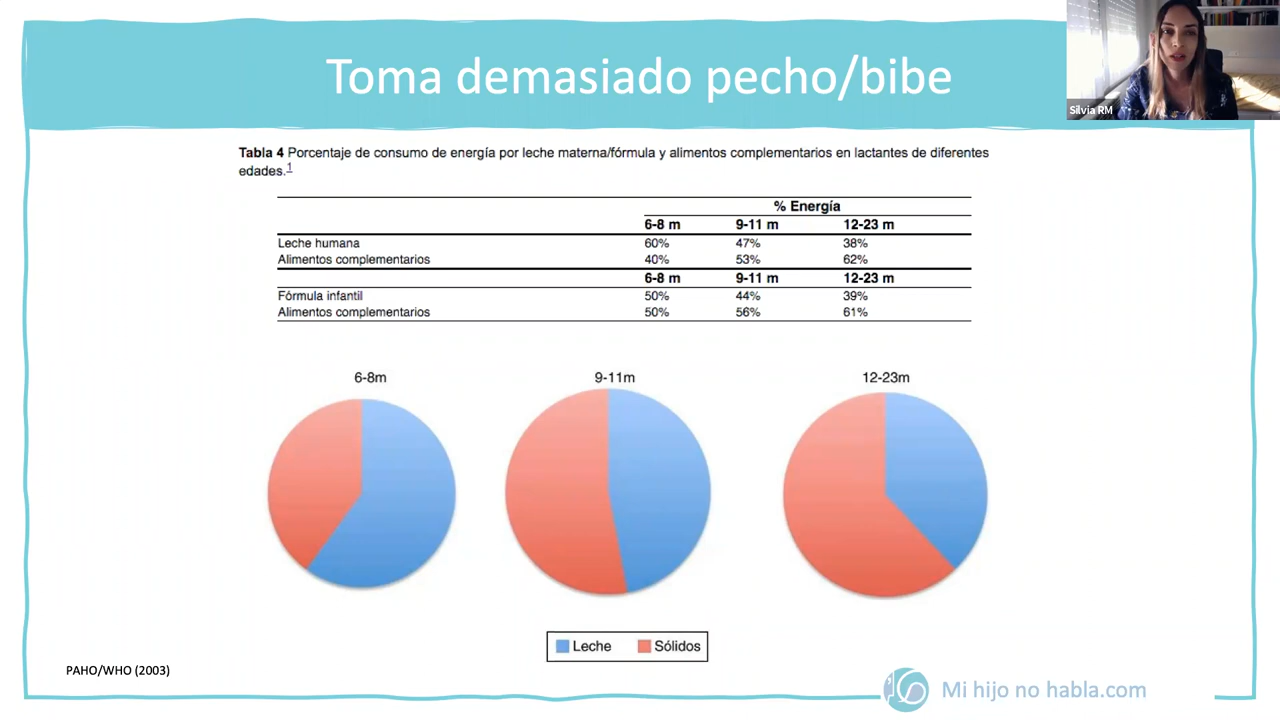 Toma demasiado pecho/bibe
Silvia RM
Tabla 4 Porcentaje de consumo de energía por leche materna/fórmula y alimentos complementarios en lactantes de diferentes
edades.1
% Energía
6-8 m 9-11 m 12-23 m
Leche humana 60% 47% 38%
Alimentos complementarios 40% 53% 62%
6-8 m 9-11 m 12-23 m
Fórmula infantil 50% 44% 39%
Alimentos complementarios 50% 56% 61%
6-8m 9-11m 12-23m
Leche Sólidos
PAHO/WHO (2003)
Mi hijo no habla.com